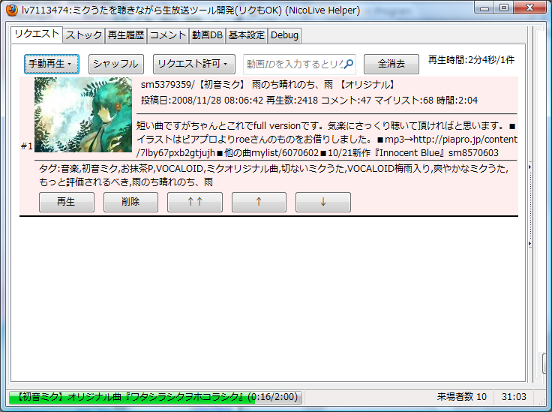 lv7113474:ミクうたを聴きながら生放送ツール開発(リクもOK) (NicoLive Helper)
リクエスト ストック 再生履歴 コメント 動画DB 基本設定 Debug
手動再生 シャッフル リクエスト許可 動画IDを入力するとリク 全消去 再生時間:2分4秒/1件
sm5379359/【初音ミク】 雨のち晴れのち、雨 【オリジナル】
投稿日:2008/11/28 08:06:42 再生数:2418 コメント:47 マイリスト:68 時間:2:04
#1
短い曲ですがちゃんとこれでfull versionです。気楽にさっくり聴いて頂ければと思います。■
イラストはピアプロよりroeさんのものをお借りしました。■mp3→http://piapro.jp/content
/7lby67pxb2gtjujh■他の曲mylist/6070602■10/21新作『Innocent Blue』sm8570603
タグ:音楽,初音ミク,お抹茶P,VOCALOID,ミクオリジナル曲,切ないミクうた,VOCALOID梅雨入り,爽やかなミクうた,
もっと評価されるべき,雨のち晴れのち、雨
再生 削除 ↑↑ ↑ ↓
【初音ミク】オリジナル曲『ワタシラシクヲホコラシク』(0:16/2:00) 来場者数 10 31:03